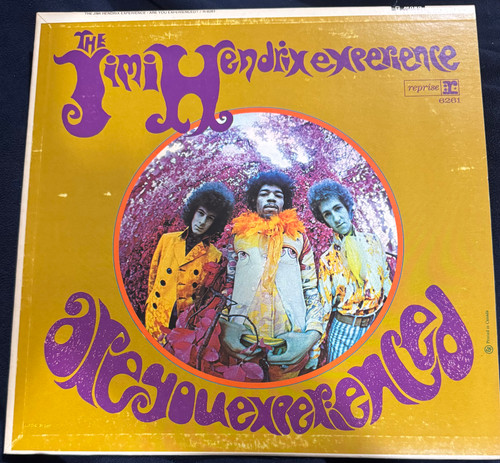 THE JIMI HENDRIX EXPERIENCE • ARE YOU EXPERIENCED?
THE
Jimi Hendrix experience
reprise
6261
are you experienced
Printed in Canada